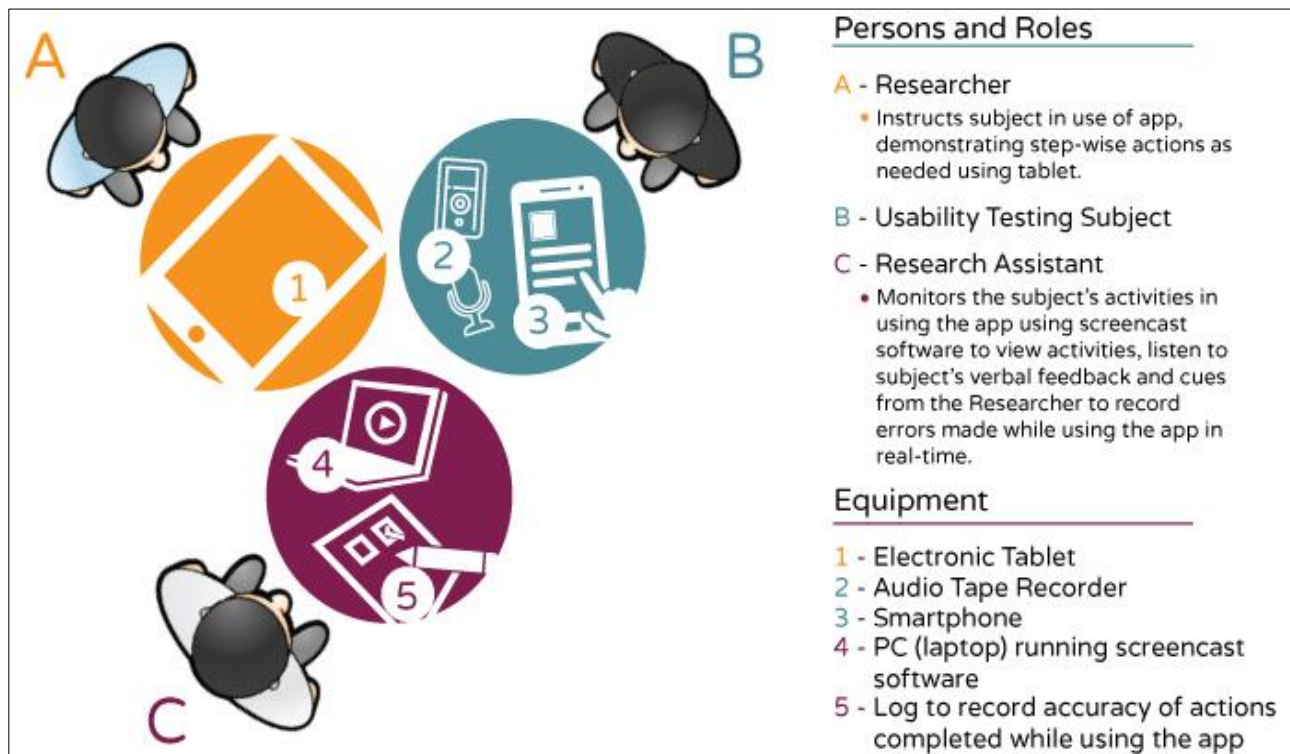 A
B
1
2
3
4
5
C
Persons and Roles
A - Researcher
• Instructs subject in use of app,
demonstrating step-wise actions as
needed using tablet.
B - Usability Testing Subject
C - Research Assistant
• Monitors the subject's activities in
using the app using screencast
software to view activities, listen to
subject's verbal feedback and cues
from the Researcher to record
errors made while using the app in
real-time.
Equipment
1 - Electronic Tablet
2 - Audio Tape Recorder
3 - Smartphone
4 - PC (laptop) running screencast
software
5 - Log to record accuracy of actions
completed while using the app